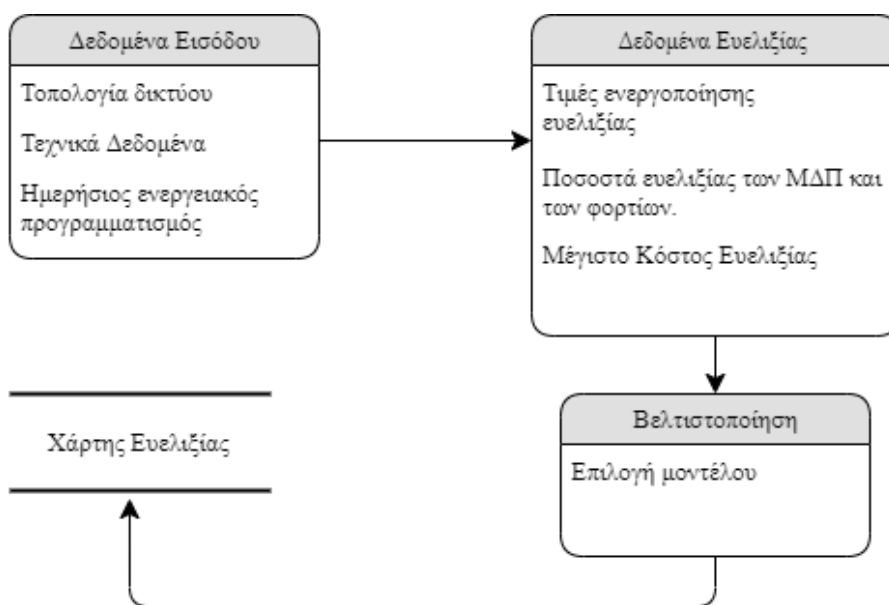 Δεδομένα Εισόδου
Τοπολογία δικτύου
Τεχνικά Δεδομένα
Ημερήσιος ενεργειακός
προγραμματισμός
Δεδομένα Ευελιξίας
Τιμές ενεργοποίησης
ευελιξίας
Ποσοστά ευελιξίας των ΜΔΠ και
των φορτίων.
Μέγιστο Κόστος Ευελιξίας
Βελτιστοποίηση
Επιλογή μοντέλου
Χάρτης Ευελιξίας